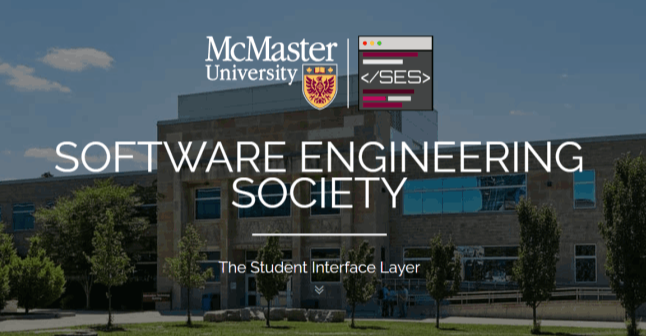 McMaster
University
</SES>
SOFTWARE ENGINEERING
SOCIETY
The Student Interface Layer